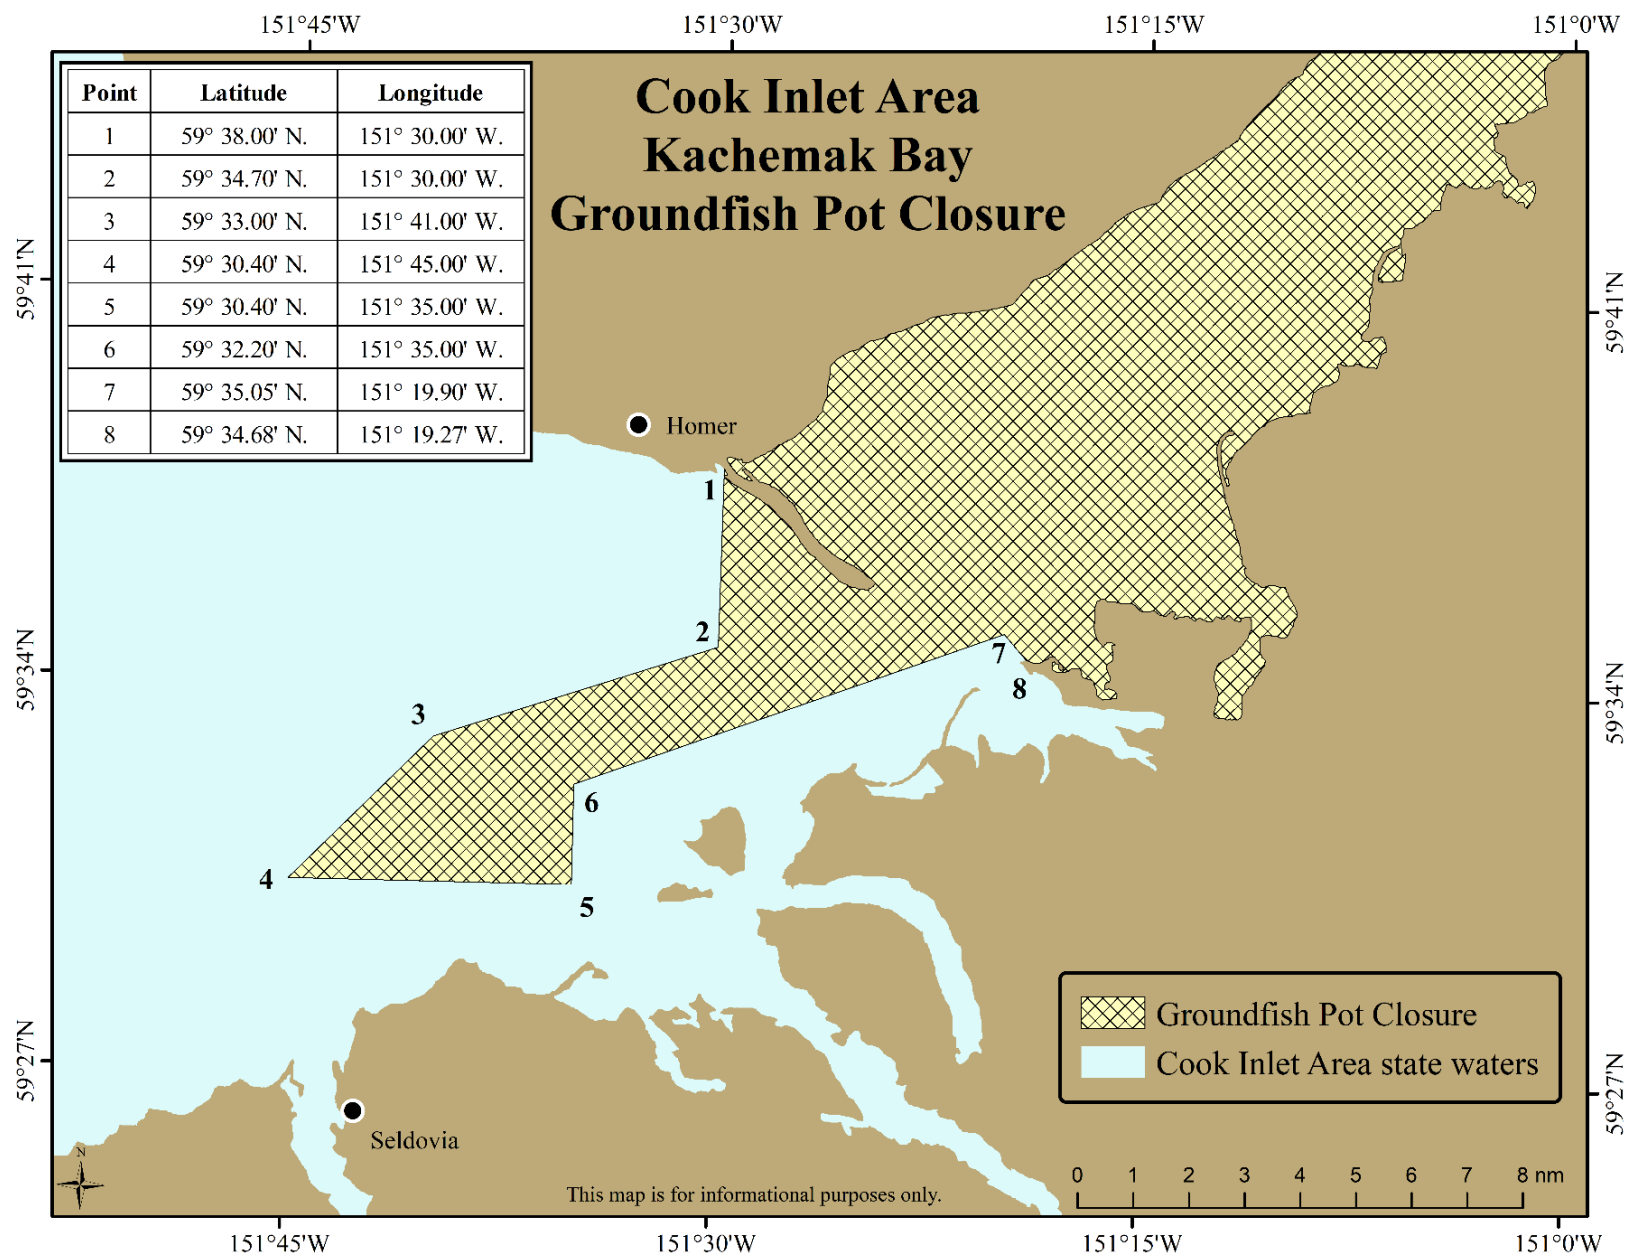 151°45'W 151°30'W 151°15'W 151°0'W
Point Latitude Longitude
1 59° 38.00' N. 151° 30.00' W.
2 59° 34.70' N. 151° 30.00' W.
3 59° 33.00' N. 151° 41.00' W.
4 59° 30.40' N. 151° 45.00' W.
5 59° 30.40' N. 151° 35.00' W.
6 59° 32.20' N. 151° 35.00' W.
7 59° 35.05' N. 151° 19.90' W.
8 59° 34.68' N. 151° 19.27' W.
Cook Inlet Area
Kachemak Bay
Groundfish Pot Closure
59°41'N
59°41'N
Homer
1
2
7
59°34'N
8
59°34'N
3
6
4
5
Groundfish Pot Closure
Cook Inlet Area state waters
59°27'N
59°27'N
Seldovia
N
0 1 2 3 4 5 6 7 8 nm
This map is for informational purposes only.
151°45'W 151°30'W 151°15'W 151°0'W